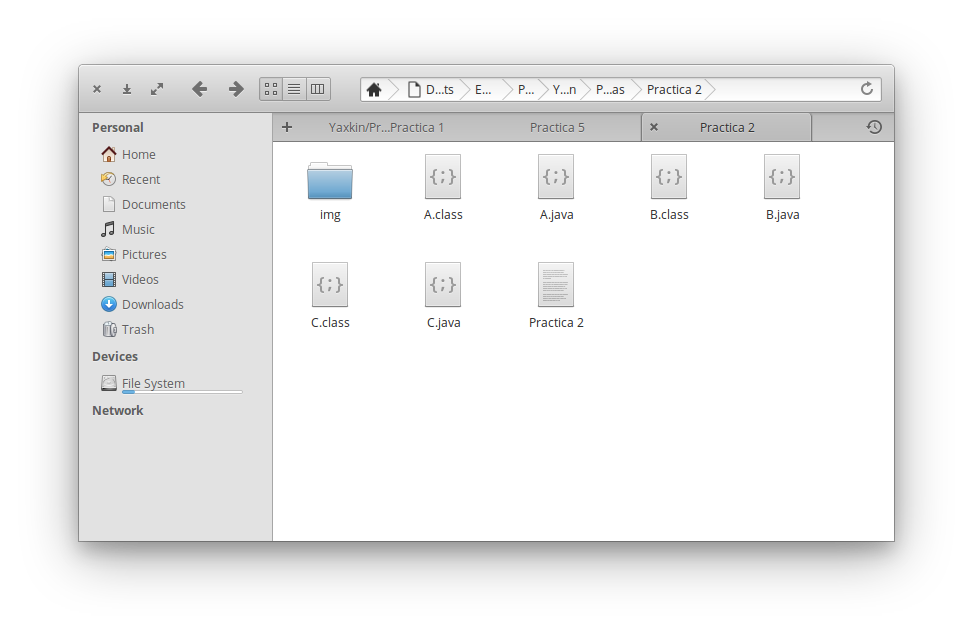 D...ts E... P... Y...n P...as Practica 2
Personal
Home
Recent
Documents
Music
Pictures
Videos
Downloads
Trash
Devices
File System
Network
Yaxkin/Pr...Practica 1 Practica 5 Practica 2
{;} {;} {;} {;}
img A.class A.java B.class B.java
{;} {;}
C.class C.java Practica 2